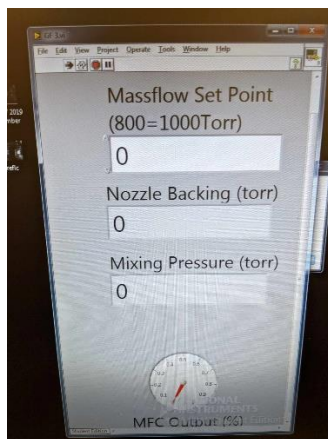 File Edit View Project Operate Tools Window Help
Massflow Set Point
(800=1000Torr)
0
Nozzle Backing (torr)
0
Mixing Pressure (torr)
0
MFC Output (%)
2019